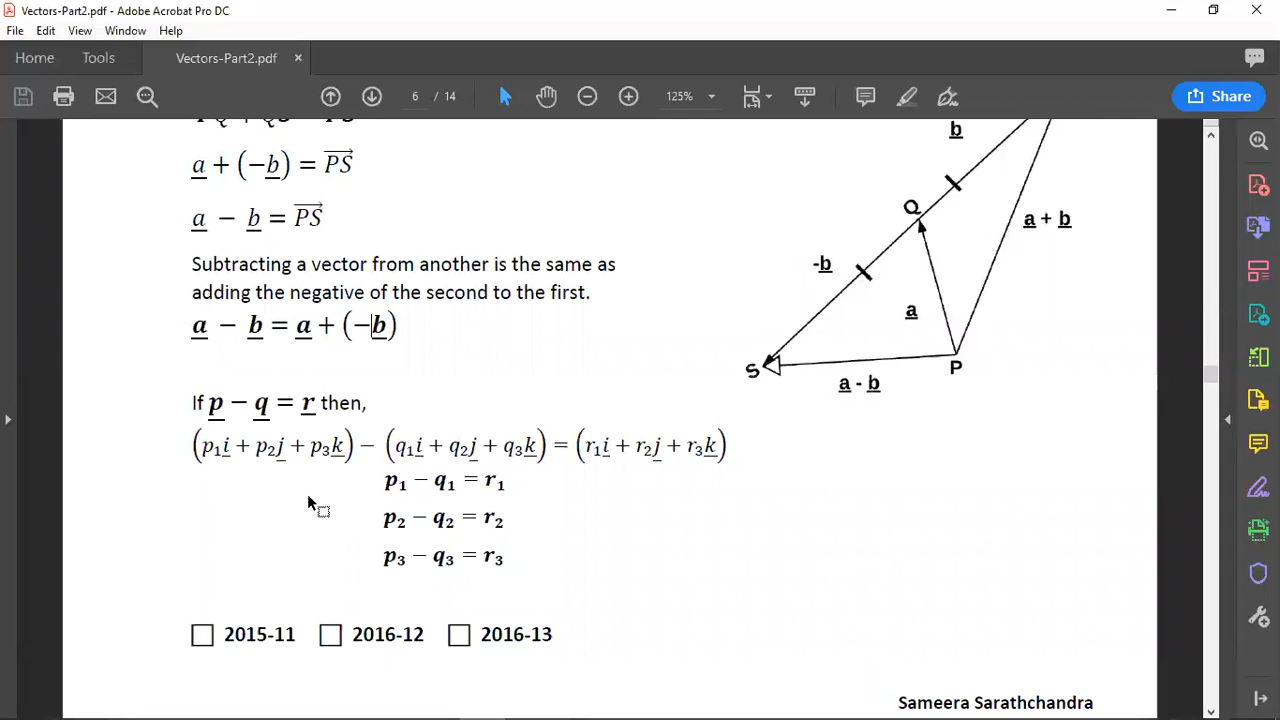 Vectors-Part2.pdf - Adobe Acrobat Pro DC
File Edit View Window Help
Home Tools Vectors-Part2.pdf ×
6 / 14 125% Share
a + (−b) = PS
a − b = PS
Subtracting a vector from another is the same as
adding the negative of the second to the first.
a − b = a + (−b)
If p − q = r then,
(p₁i + p₂j + p₃k) − (q₁i + q₂j + q₃k) = (r₁i + r₂j + r₃k)
p₁ − q₁ = r₁
p₂ − q₂ = r₂
p₃ − q₃ = r₃
2015-11 2016-12 2016-13
b
Q
a + b
-b
a
S
P
a - b
Sameera Sarathchandra